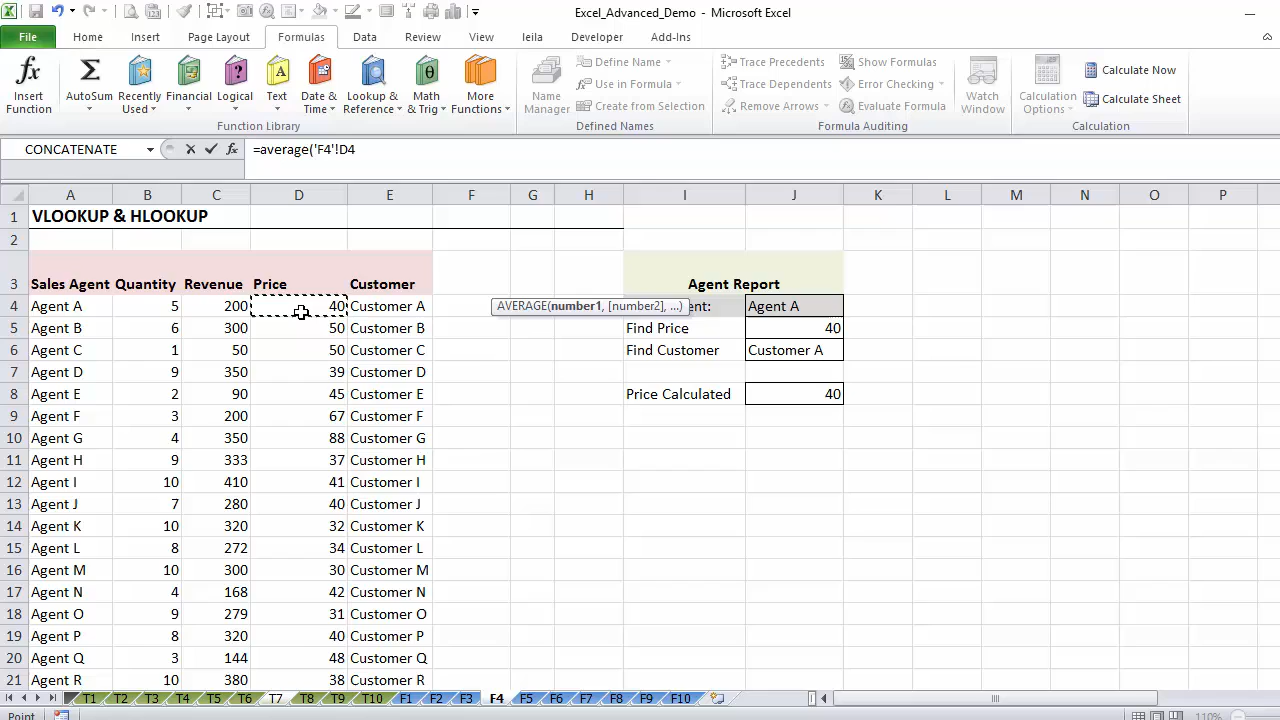 Excel_Advanced_Demo - Microsoft Excel
File Home Insert Page Layout Formulas Data Review View leila Developer Add-Ins
fx Insert Function
Σ AutoSum
Recently Used
Financial
Logical
Text
Date & Time
Lookup & Reference
Math & Trig
More Functions
Function Library
Name Manager
Define Name
Use in Formula
Create from Selection
Defined Names
Trace Precedents
Trace Dependents
Remove Arrows
Show Formulas
Error Checking
Evaluate Formula
Formula Auditing
Watch Window
Calculation Options
Calculate Now
Calculate Sheet
Calculation
CONCATENATE fx =average('F4'!D4
A B C D E F G H I J K L M N O P
1 VLOOKUP & HLOOKUP
2
3 Sales Agent Quantity Revenue Price Customer Agent Report
4 Agent A 5 200 40 Customer A AVERAGE(number1, [number2], ...) nt: Agent A
5 Agent B 6 300 50 Customer B Find Price 40
6 Agent C 1 50 50 Customer C Find Customer Customer A
7 Agent D 9 350 39 Customer D
8 Agent E 2 90 45 Customer E Price Calculated 40
9 Agent F 3 200 67 Customer F
10 Agent G 4 350 88 Customer G
11 Agent H 9 333 37 Customer H
12 Agent I 10 410 41 Customer I
13 Agent J 7 280 40 Customer J
14 Agent K 10 320 32 Customer K
15 Agent L 8 272 34 Customer L
16 Agent M 10 300 30 Customer M
17 Agent N 4 168 42 Customer N
18 Agent O 9 279 31 Customer O
19 Agent P 8 320 40 Customer P
20 Agent Q 3 144 48 Customer Q
21 Agent R 10 380 38 Customer R
T1 T2 T3 T4 T5 T6 T7 T8 T9 T10 F1 F2 F3 F4 F5 F6 F7 F8 F9 F10
Point 110%